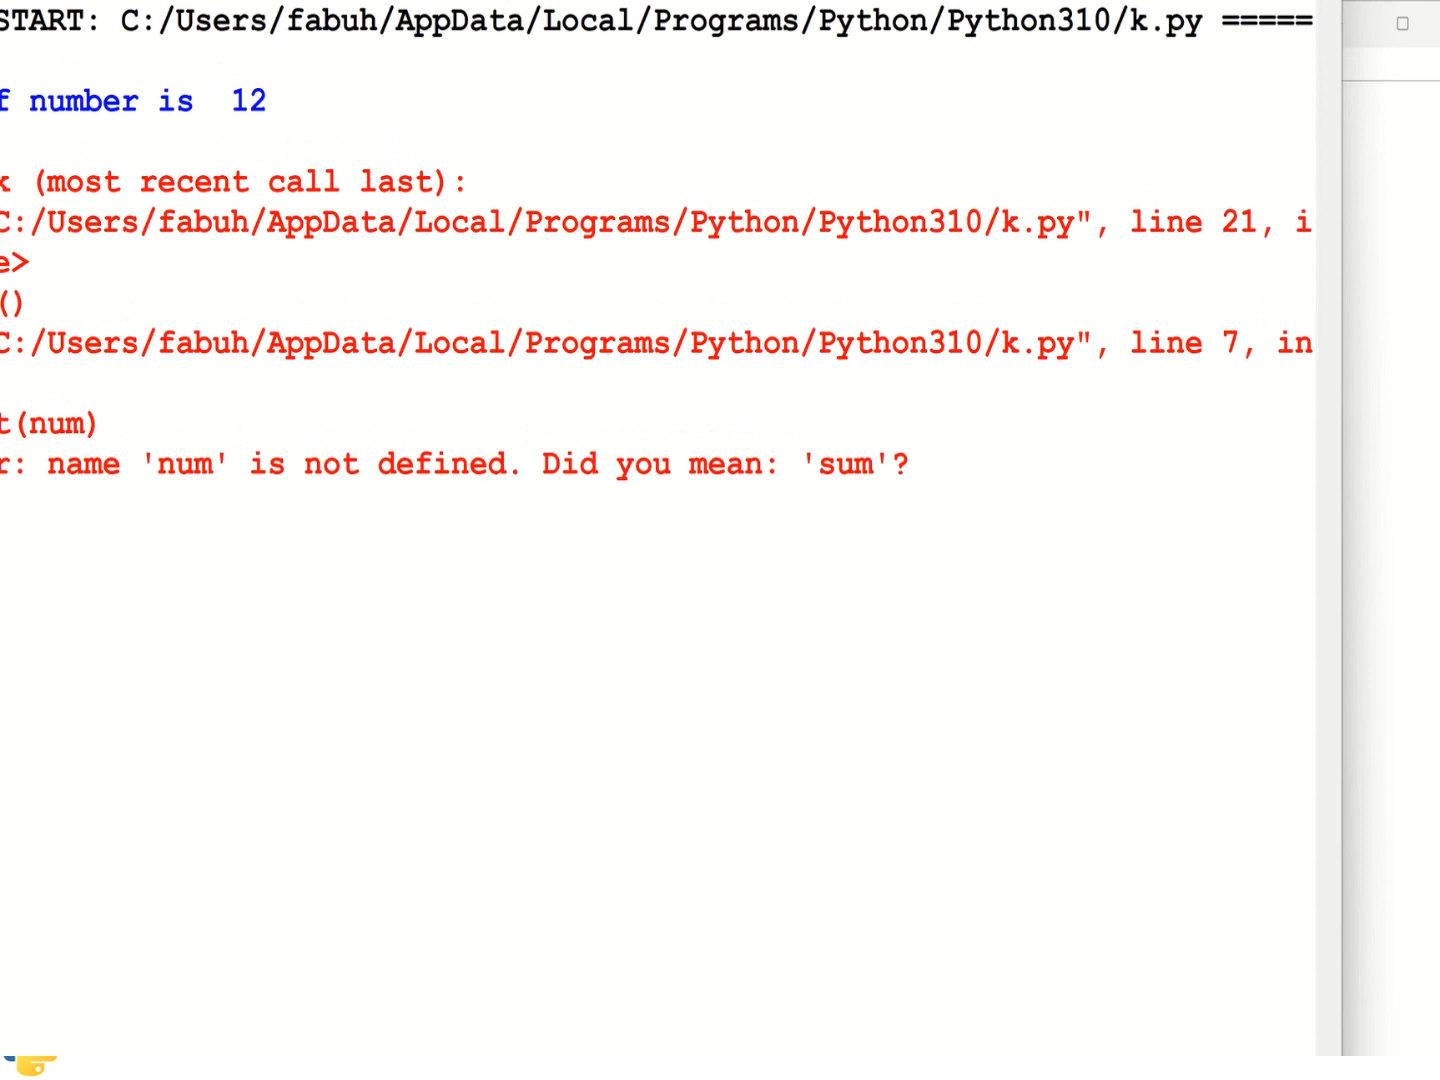 START: C:/Users/fabuh/AppData/Local/Programs/Python/Python310/k.py =====
f number is  12
k (most recent call last):
C:/Users/fabuh/AppData/Local/Programs/Python/Python310/k.py", line 21, i
e>
()
C:/Users/fabuh/AppData/Local/Programs/Python/Python310/k.py", line 7, in
t(num)
r: name 'num' is not defined. Did you mean: 'sum'?